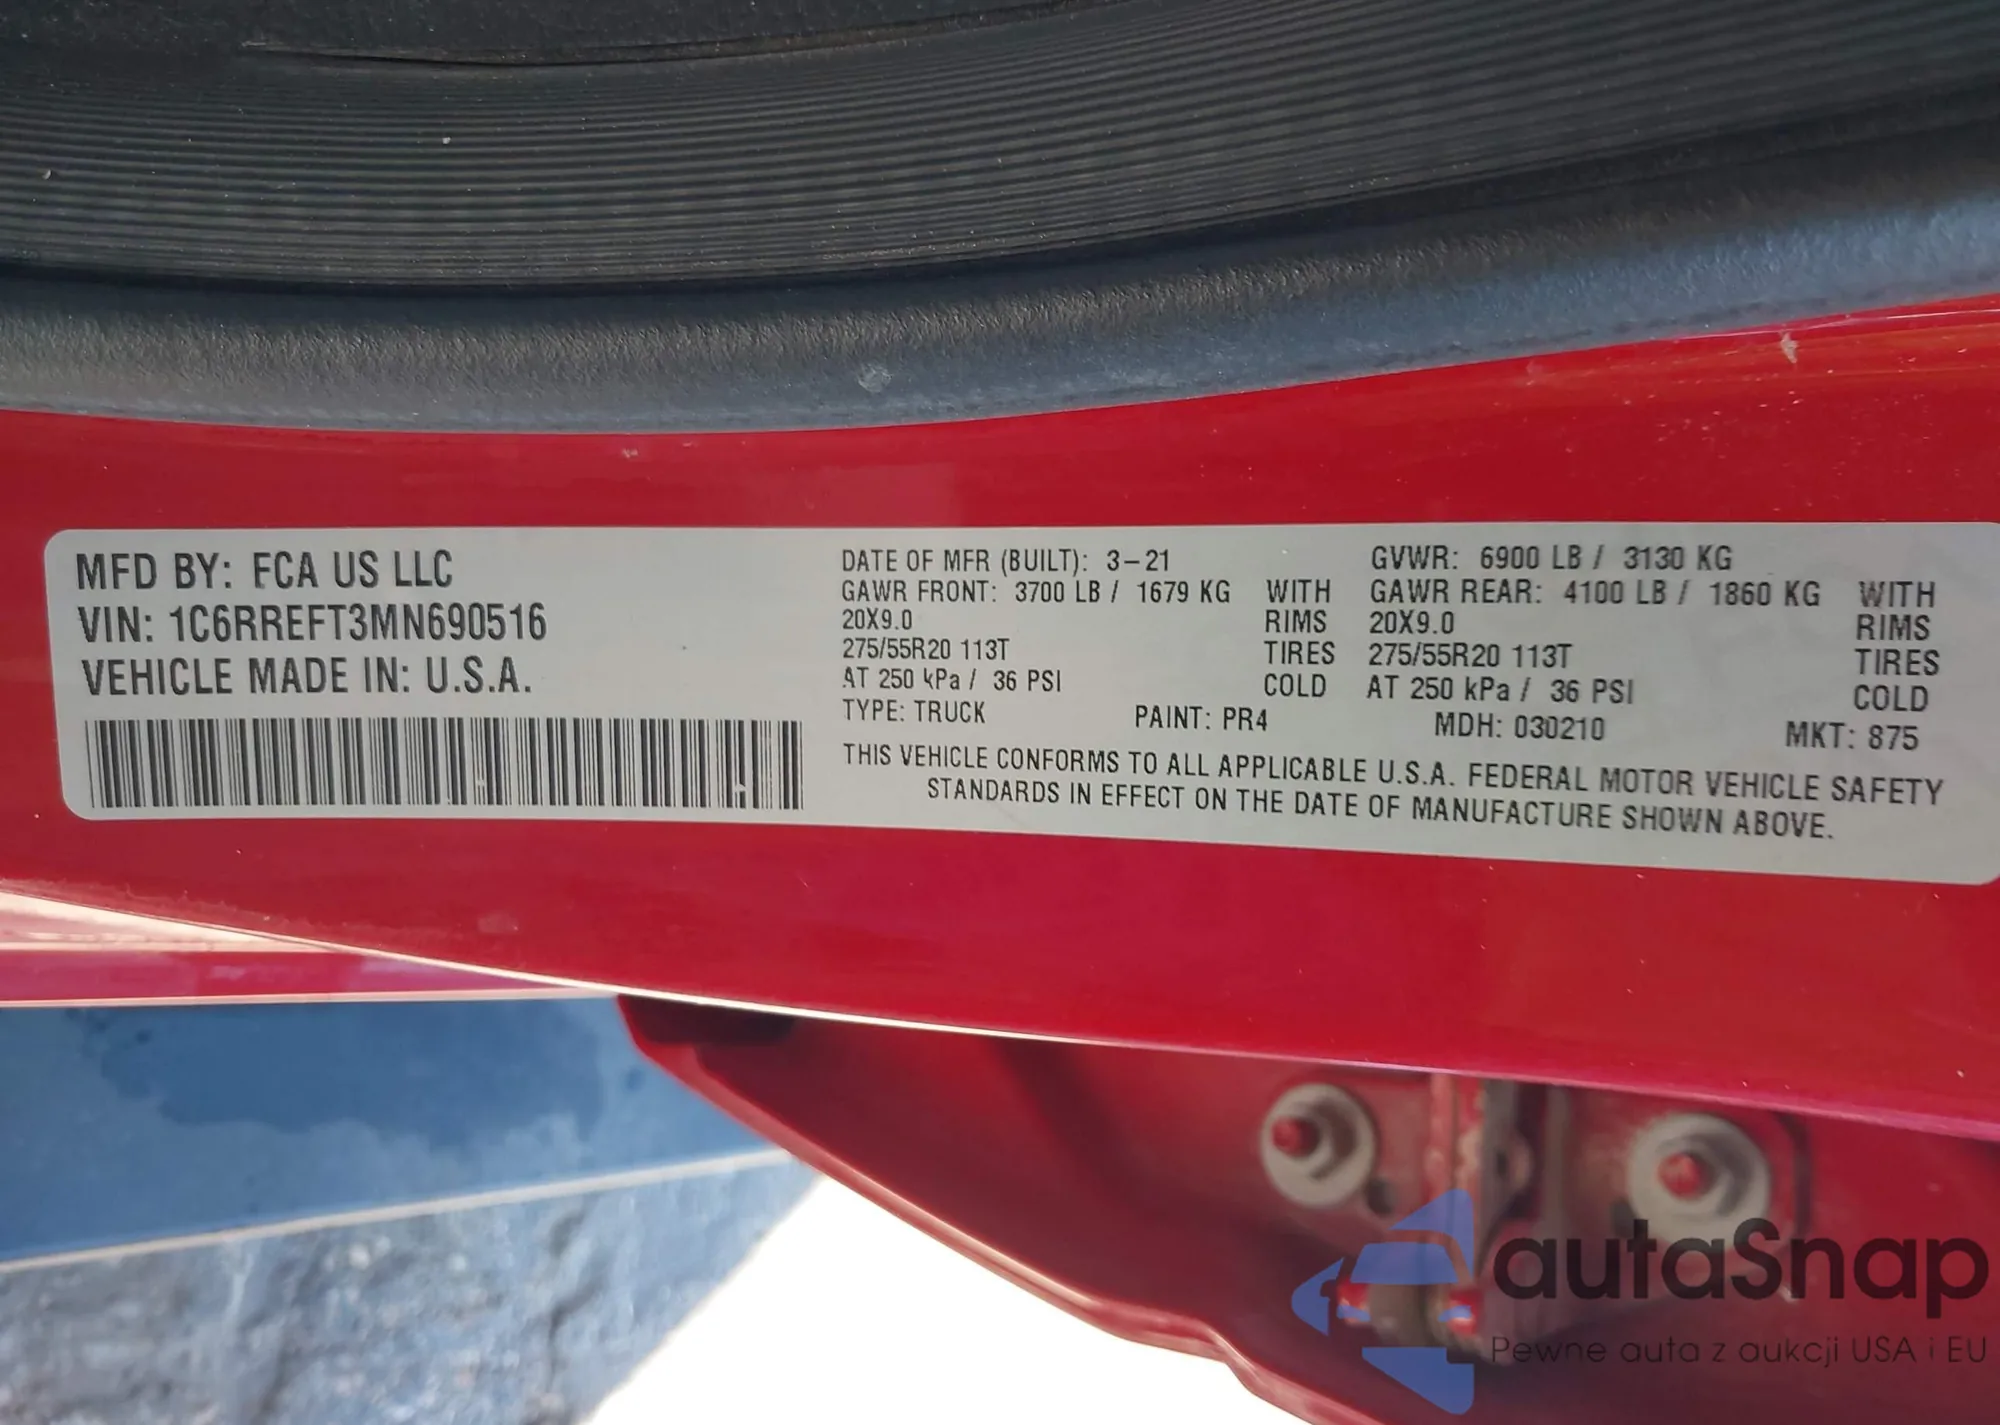 MFD BY: FCA US LLC
VIN: 1C6RREFT3MN690516
VEHICLE MADE IN: U.S.A.
DATE OF MFR (BUILT): 3-21 GVWR: 6900 LB / 3130 KG
GAWR FRONT: 3700 LB / 1679 KG WITH GAWR REAR: 4100 LB / 1860 KG WITH
20X9.0 RIMS 20X9.0 RIMS
275/55R20 113T TIRES 275/55R20 113T TIRES
AT 250 kPa / 36 PSI COLD AT 250 kPa / 36 PSI COLD
TYPE: TRUCK PAINT: PR4 MDH: 030210 MKT: 875
THIS VEHICLE CONFORMS TO ALL APPLICABLE U.S.A. FEDERAL MOTOR VEHICLE SAFETY
STANDARDS IN EFFECT ON THE DATE OF MANUFACTURE SHOWN ABOVE.
autaSnap
Pewne auta z aukcji USA i EU